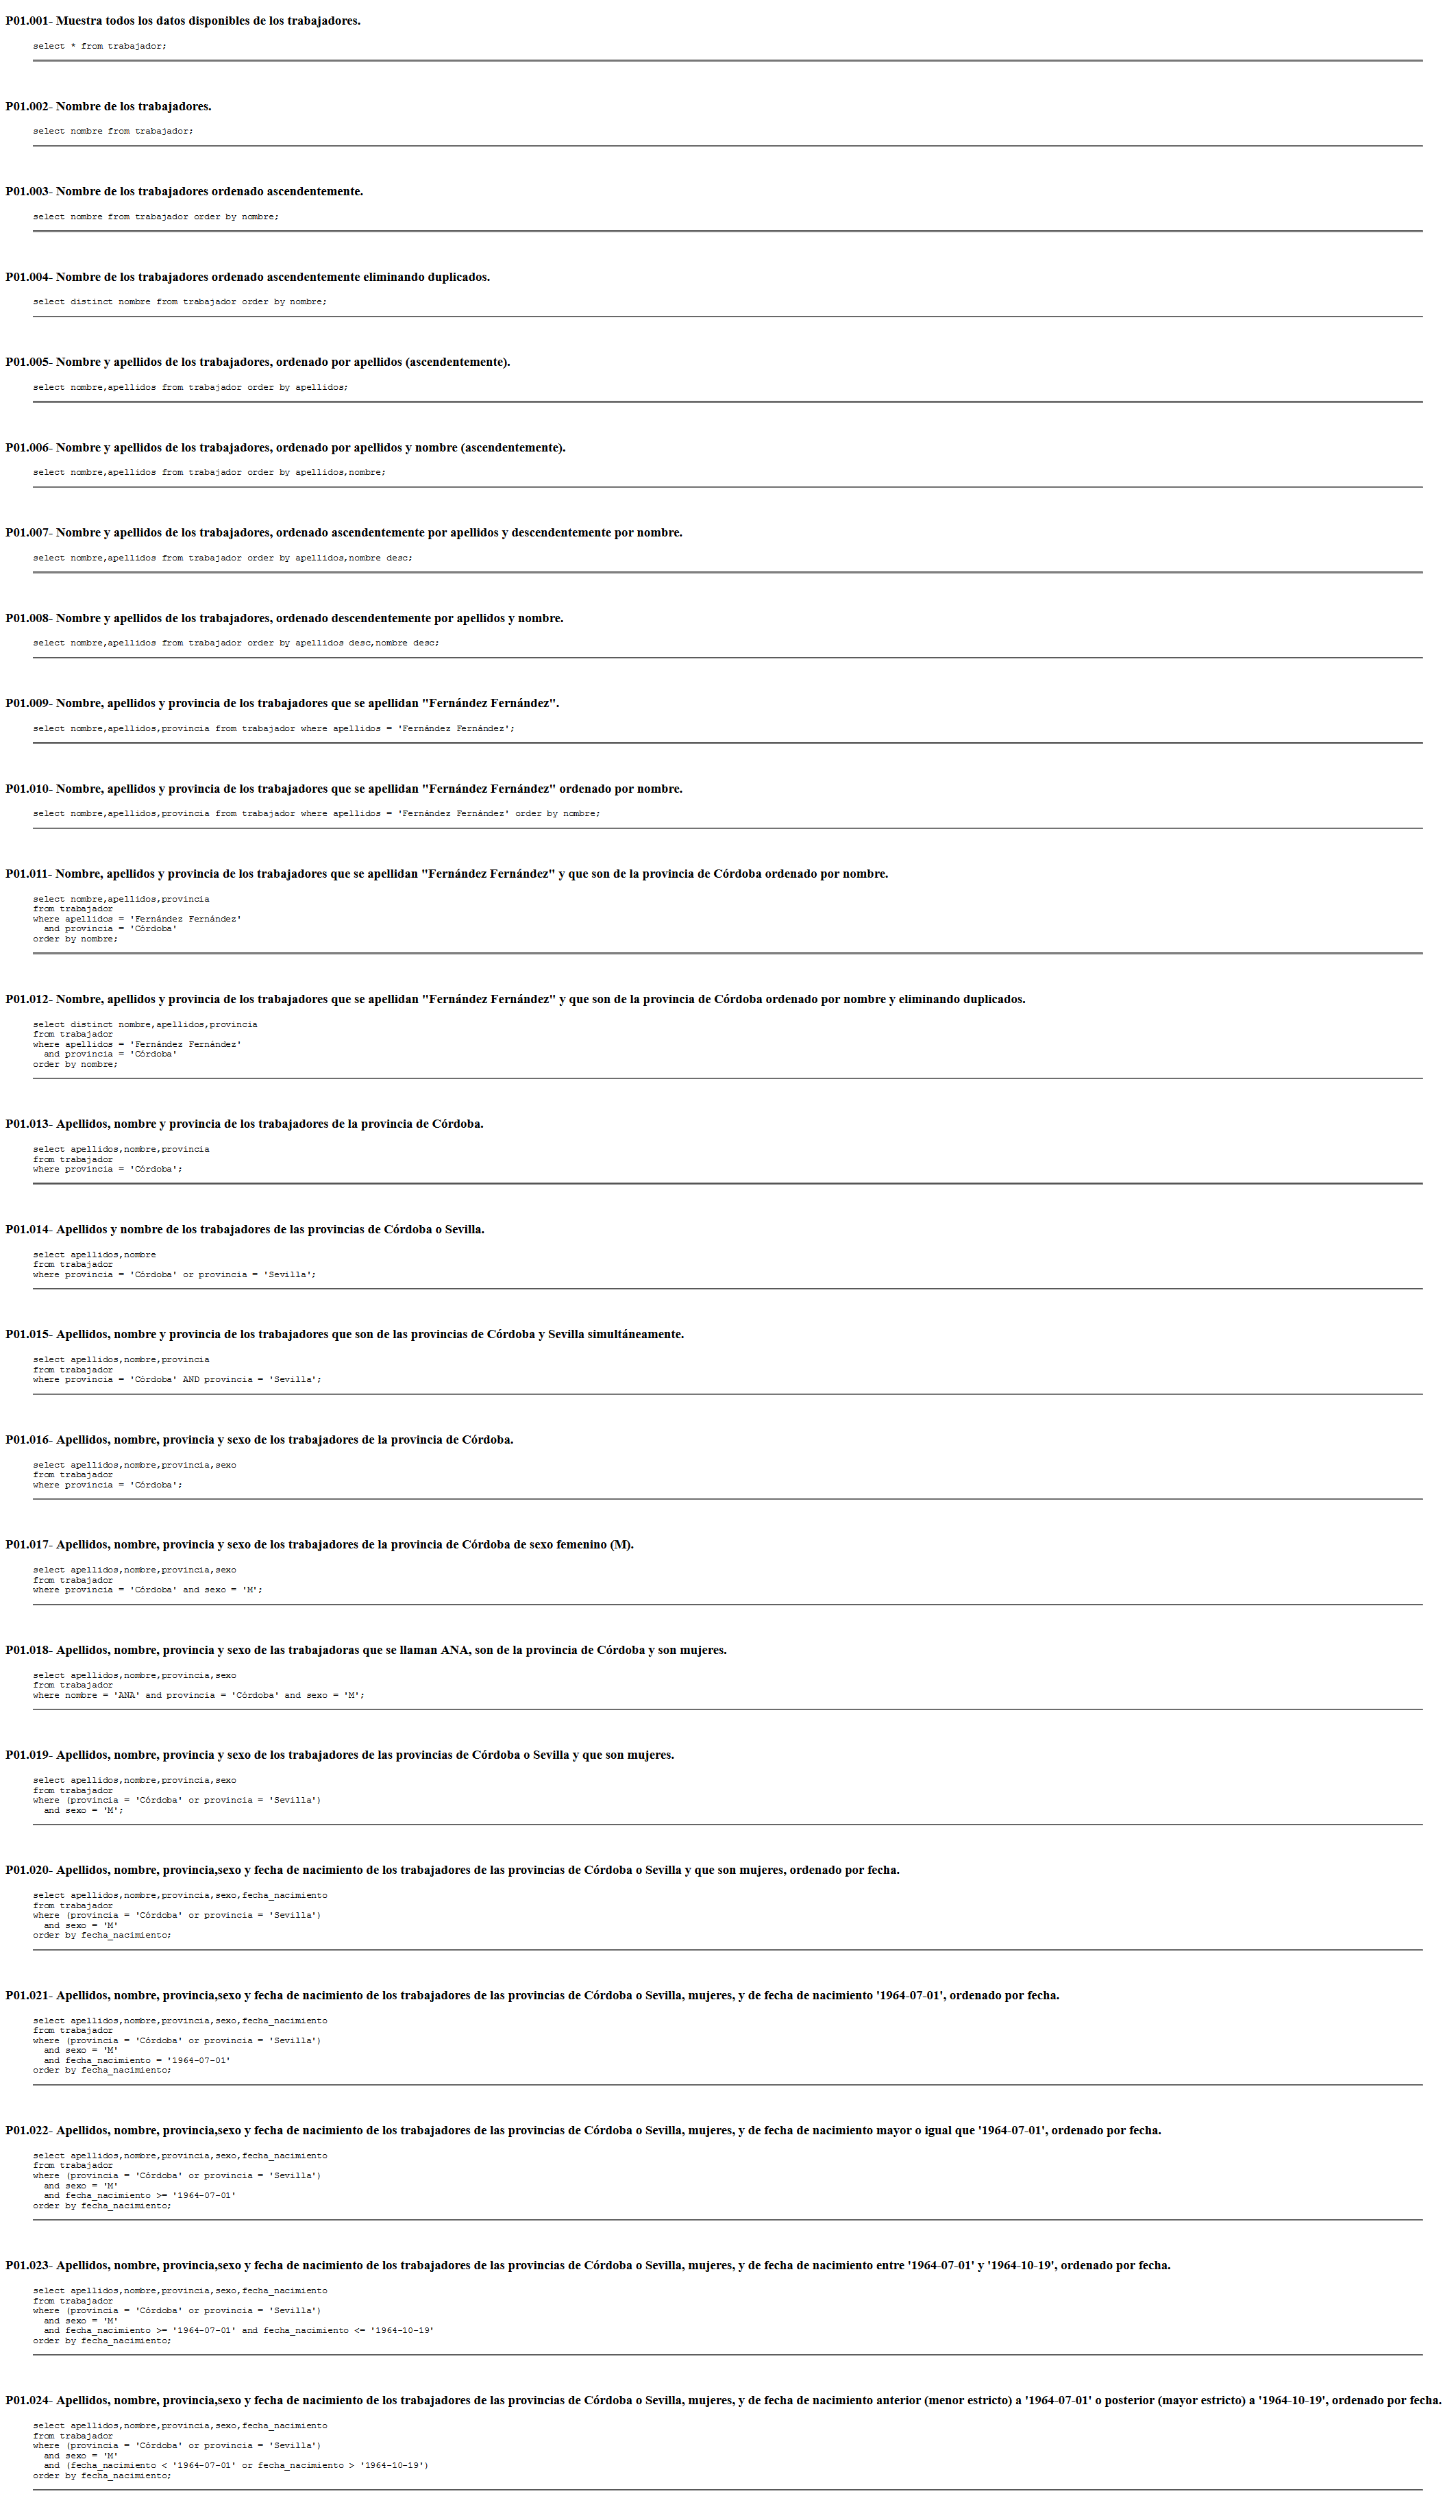 P01.001- Muestra todos los datos disponibles de los trabajadores.
select * from trabajador;
P01.002- Nombre de los trabajadores.
select nombre from trabajador;
P01.003- Nombre de los trabajadores ordenado ascendentemente.
select nombre from trabajador order by nombre;
P01.004- Nombre de los trabajadores ordenado ascendentemente eliminando duplicados.
select distinct nombre from trabajador order by nombre;
P01.005- Nombre y apellidos de los trabajadores, ordenado por apellidos (ascendentemente).
select nombre,apellidos from trabajador order by apellidos;
P01.006- Nombre y apellidos de los trabajadores, ordenado por apellidos y nombre (ascendentemente).
select nombre,apellidos from trabajador order by apellidos,nombre;
P01.007- Nombre y apellidos de los trabajadores, ordenado ascendentemente por apellidos y descendentemente por nombre.
select nombre,apellidos from trabajador order by apellidos,nombre desc;
P01.008- Nombre y apellidos de los trabajadores, ordenado descendentemente por apellidos y nombre.
select nombre,apellidos from trabajador order by apellidos desc,nombre desc;
P01.009- Nombre, apellidos y provincia de los trabajadores que se apellidan "Fernández Fernández".
select nombre,apellidos,provincia from trabajador where apellidos = 'Fernández Fernández';
P01.010- Nombre, apellidos y provincia de los trabajadores que se apellidan "Fernández Fernández" ordenado por nombre.
select nombre,apellidos,provincia from trabajador where apellidos = 'Fernández Fernández' order by nombre;
P01.011- Nombre, apellidos y provincia de los trabajadores que se apellidan "Fernández Fernández" y que son de la provincia de Córdoba ordenado por nombre.
select nombre,apellidos,provincia
from trabajador
where apellidos = 'Fernández Fernández'
and provincia = 'Córdoba'
order by nombre;
P01.012- Nombre, apellidos y provincia de los trabajadores que se apellidan "Fernández Fernández" y que son de la provincia de Córdoba ordenado por nombre y eliminando duplicados.
select distinct nombre,apellidos,provincia
from trabajador
where apellidos = 'Fernández Fernández'
and provincia = 'Córdoba'
order by nombre;
P01.013- Apellidos, nombre y provincia de los trabajadores de la provincia de Córdoba.
select apellidos,nombre,provincia
from trabajador
where provincia = 'Córdoba';
P01.014- Apellidos y nombre de los trabajadores de las provincias de Córdoba o Sevilla.
select apellidos,nombre
from trabajador
where provincia = 'Córdoba' or provincia = 'Sevilla';
P01.015- Apellidos, nombre y provincia de los trabajadores que son de las provincias de Córdoba y Sevilla simultáneamente.
select apellidos,nombre,provincia
from trabajador
where provincia = 'Córdoba' AND provincia = 'Sevilla';
P01.016- Apellidos, nombre, provincia y sexo de los trabajadores de la provincia de Córdoba.
select apellidos,nombre,provincia,sexo
from trabajador
where provincia = 'Córdoba';
P01.017- Apellidos, nombre, provincia y sexo de los trabajadores de la provincia de Córdoba de sexo femenino (M).
select apellidos,nombre,provincia,sexo
from trabajador
where provincia = 'Córdoba' and sexo = 'M';
P01.018- Apellidos, nombre, provincia y sexo de las trabajadoras que se llaman ANA, son de la provincia de Córdoba y son mujeres.
select apellidos,nombre,provincia,sexo
from trabajador
where nombre = 'ANA' and provincia = 'Córdoba' and sexo = 'M';
P01.019- Apellidos, nombre, provincia y sexo de los trabajadores de las provincias de Córdoba o Sevilla y que son mujeres.
select apellidos,nombre,provincia,sexo
from trabajador
where (provincia = 'Córdoba' or provincia = 'Sevilla')
and sexo = 'M';
P01.020- Apellidos, nombre, provincia,sexo y fecha de nacimiento de los trabajadores de las provincias de Córdoba o Sevilla y que son mujeres, ordenado por fecha.
select apellidos,nombre,provincia,sexo,fecha_nacimiento
from trabajador
where (provincia = 'Córdoba' or provincia = 'Sevilla')
and sexo = 'M'
order by fecha_nacimiento;
P01.021- Apellidos, nombre, provincia,sexo y fecha de nacimiento de los trabajadores de las provincias de Córdoba o Sevilla, mujeres, y de fecha de nacimiento '1964-07-01', ordenado por fecha.
select apellidos,nombre,provincia,sexo,fecha_nacimiento
from trabajador
where (provincia = 'Córdoba' or provincia = 'Sevilla')
and sexo = 'M'
and fecha_nacimiento = '1964-07-01'
order by fecha_nacimiento;
P01.022- Apellidos, nombre, provincia,sexo y fecha de nacimiento de los trabajadores de las provincias de Córdoba o Sevilla, mujeres, y de fecha de nacimiento mayor o igual que '1964-07-01', ordenado por fecha.
select apellidos,nombre,provincia,sexo,fecha_nacimiento
from trabajador
where (provincia = 'Córdoba' or provincia = 'Sevilla')
and sexo = 'M'
and fecha_nacimiento >= '1964-07-01'
order by fecha_nacimiento;
P01.023- Apellidos, nombre, provincia,sexo y fecha de nacimiento de los trabajadores de las provincias de Córdoba o Sevilla, mujeres, y de fecha de nacimiento entre '1964-07-01' y '1964-10-19', ordenado por fecha.
select apellidos,nombre,provincia,sexo,fecha_nacimiento
from trabajador
where (provincia = 'Córdoba' or provincia = 'Sevilla')
and sexo = 'M'
and fecha_nacimiento >= '1964-07-01' and fecha_nacimiento <= '1964-10-19'
order by fecha_nacimiento;
P01.024- Apellidos, nombre, provincia,sexo y fecha de nacimiento de los trabajadores de las provincias de Córdoba o Sevilla, mujeres, y de fecha de nacimiento anterior (menor estricto) a '1964-07-01' o posterior (mayor estricto) a '1964-10-19', ordenado por fecha.
select apellidos,nombre,provincia,sexo,fecha_nacimiento
from trabajador
where (provincia = 'Córdoba' or provincia = 'Sevilla')
and sexo = 'M'
and (fecha_nacimiento < '1964-07-01' or fecha_nacimiento > '1964-10-19')
order by fecha_nacimiento;